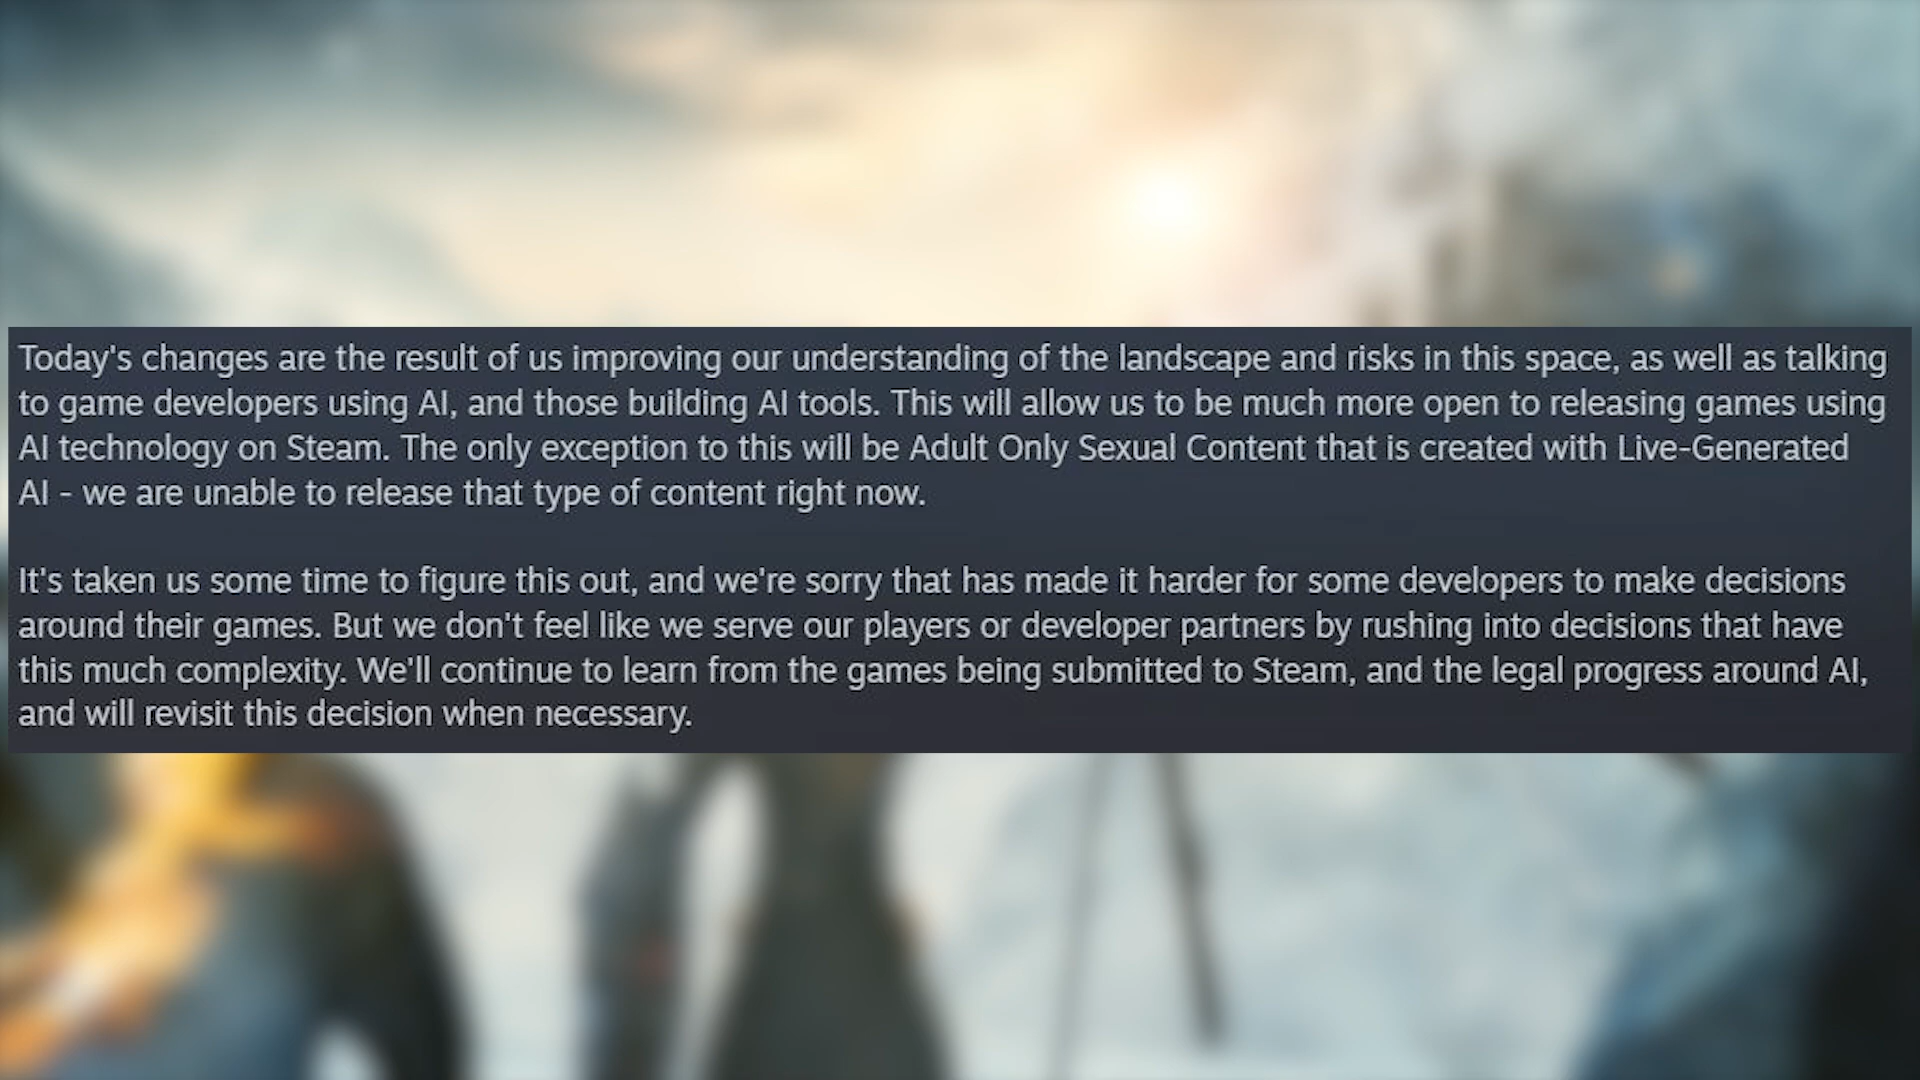 Today's changes are the result of us improving our understanding of the landscape and risks in this space, as well as talking
to game developers using AI, and those building AI tools. This will allow us to be much more open to releasing games using
AI technology on Steam. The only exception to this will be Adult Only Sexual Content that is created with Live-Generated
AI - we are unable to release that type of content right now.
It's taken us some time to figure this out, and we're sorry that has made it harder for some developers to make decisions
around their games. But we don't feel like we serve our players or developer partners by rushing into decisions that have
this much complexity. We'll continue to learn from the games being submitted to Steam, and the legal progress around AI,
and will revisit this decision when necessary.